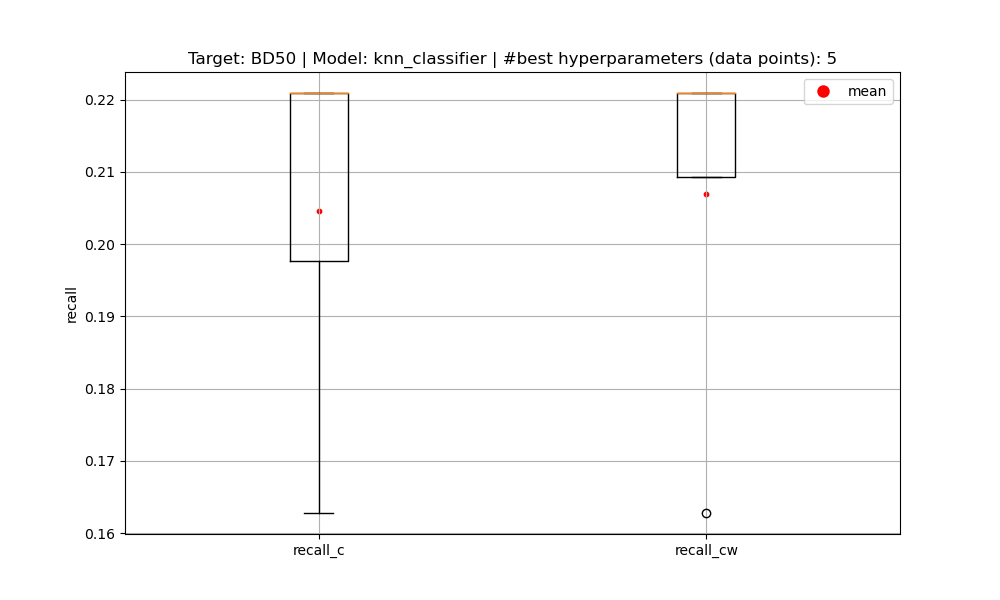 Target: BD50 | Model: knn_classifier | #best hyperparameters (data points): 5
mean
0.22
0.21
0.20
0.19
0.18
0.17
0.16
recall
recall_c
recall_cw